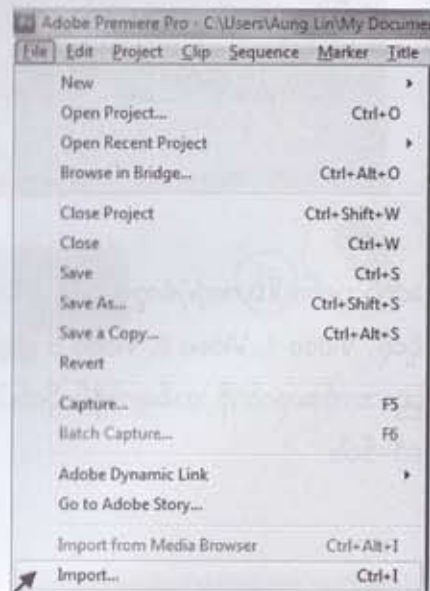 Adobe Premiere Pro - C:\Users\Aung Lin\My Docume
File Edit Project Clip Sequence Marker Title
New
Open Project... Ctrl+O
Open Recent Project
Browse in Bridge... Ctrl+Alt+O
Close Project Ctrl+Shift+W
Close Ctrl+W
Save Ctrl+S
Save As... Ctrl+Shift+S
Save a Copy... Ctrl+Alt+S
Revert
Capture... F5
Batch Capture... F6
Adobe Dynamic Link
Go to Adobe Story...
Import from Media Browser Ctrl+Alt+I
Import... Ctrl+I